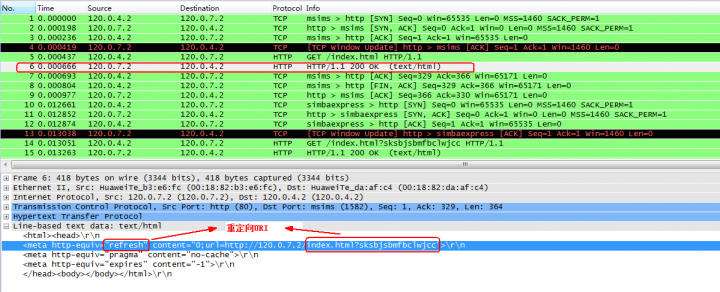 No. Time Source Destination Protocol Info
1 0.000000 120.0.4.2 120.0.7.2 TCP msims > http [SYN] Seq=0 Win=65535 Len=0 MSS=1460 SACK_PERM=1
2 0.000198 120.0.7.2 120.0.4.2 TCP http > msims [SYN, ACK] Seq=0 Ack=1 Win=0 Len=0 MSS=1460 SACK_PERM=1
3 0.000236 120.0.4.2 120.0.7.2 TCP msims > http [ACK] Seq=1 Ack=1 Win=65535 Len=0
4 0.000419 120.0.7.2 120.0.4.2 TCP [TCP Window Update] http > msims [ACK] Seq=1 Ack=1 Win=1460 Len=0
5 0.000437 120.0.4.2 120.0.7.2 HTTP GET /index.html HTTP/1.1
6 0.000666 120.0.7.2 120.0.4.2 HTTP HTTP/1.1 200 OK (text/html)
7 0.000693 120.0.4.2 120.0.7.2 TCP msims > http [ACK] Seq=329 Ack=366 Win=65171 Len=0
8 0.000804 120.0.4.2 120.0.7.2 TCP msims > http [FIN, ACK] Seq=329 Ack=366 Win=65171 Len=0
9 0.000977 120.0.7.2 120.0.4.2 TCP http > msims [ACK] Seq=366 Ack=330 Win=65171 Len=0
10 0.012661 120.0.4.2 120.0.7.2 TCP simbaexpress > http [SYN] Seq=0 Win=65535 Len=0 MSS=1460 SACK_PERM=1
11 0.012852 120.0.7.2 120.0.4.2 TCP http > simbaexpress [SYN, ACK] Seq=0 Ack=1 Win=0 Len=0 MSS=1460 SACK_PERM=1
12 0.012874 120.0.4.2 120.0.7.2 TCP simbaexpress > http [ACK] Seq=1 Ack=1 Win=65535 Len=0
13 0.013038 120.0.7.2 120.0.4.2 TCP [TCP Window Update] http > simbaexpress [ACK] Seq=1 Ack=1 Win=1460 Len=0
14 0.013051 120.0.4.2 120.0.7.2 HTTP GET /index.html?sksbjsbmfbclwjcc HTTP/1.1
15 0.013263 120.0.7.2 120.0.4.2 HTTP HTTP/1.1 200 OK (text/html)
Frame 6: 418 bytes on wire (3344 bits), 418 bytes captured (3344 bits)
Ethernet II, Src: HuaweiTe_b3:e6:fc (00:18:82:b3:e6:fc), Dst: HuaweiTe_da:af:c4 (00:18:82:da:af:c4)
Internet Protocol, Src: 120.0.7.2 (120.0.7.2), Dst: 120.0.4.2 (120.0.4.2)
Transmission Control Protocol, Src Port: http (80), Dst Port: msims (1582), Seq: 1, Ack: 329, Len: 364
Hypertext Transfer Protocol
Line-based text data: text/html
<html><head>\r\n
重定向URI
<meta http-equiv="refresh" content="0;url=http://120.0.7.2/index.html?sksbjsbmfbclwjcc">\r\n
<meta http-equiv="pragma" content="no-cache">\r\n
<meta http-equiv="expires" content="-1">\r\n
</head><body></body></html>\r\n